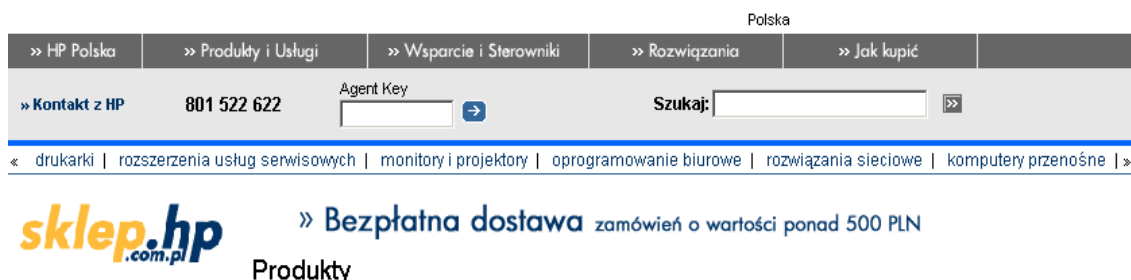 Polska
» HP Polska » Produkty i Usługi » Wsparcie i Sterowniki » Rozwiązania » Jak kupić
Agent Key
» Kontakt z HP 801 522 622 Szukaj: »
« drukarki | rozszerzenia usług serwisowych | monitory i projektory | oprogramowanie biurowe | rozwiązania sieciowe | komputery przenośne | »
sklep.hp .com.pl » Bezpłatna dostawa zamówień o wartości ponad 500 PLN
Produkty